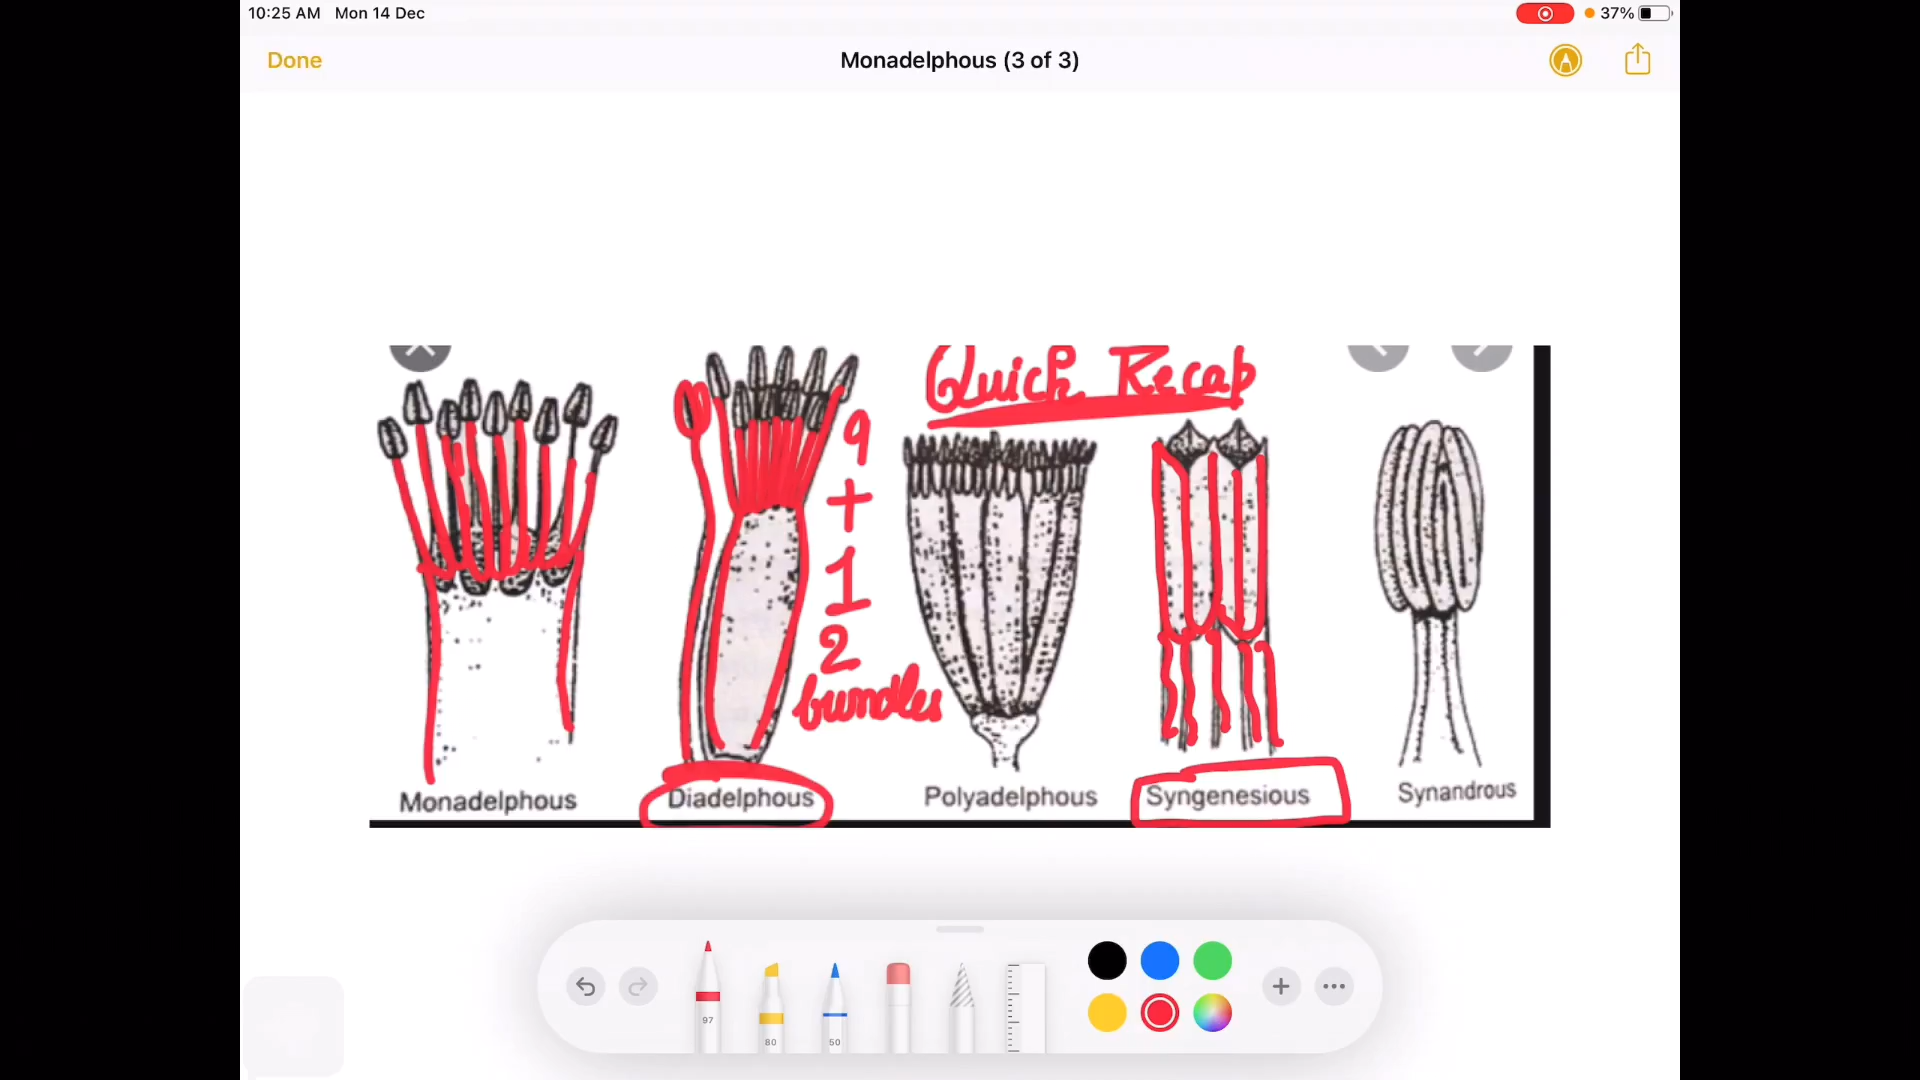 10:25 AM Mon 14 Dec
37%
Done
Monadelphous (3 of 3)
Quick Recap
9
+
1
2
bundles
Monadelphous
Diadelphous
Polyadelphous
Syngenesious
Synandrous
97
80
50